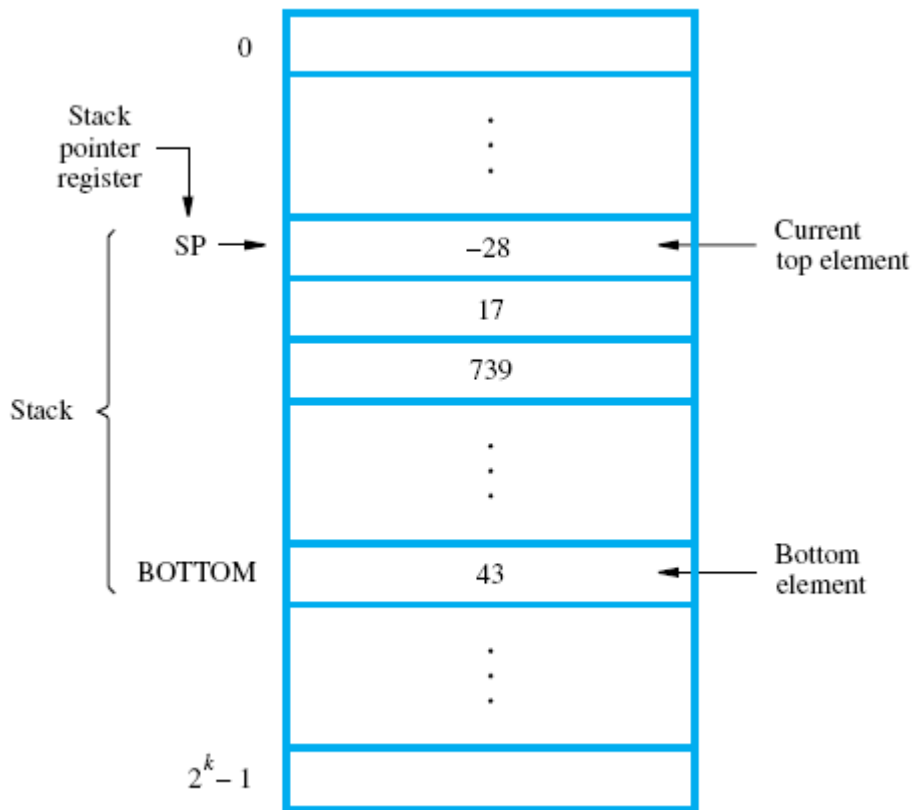 0
Stack
pointer
register
SP
–28
Current
top element
17
739
Stack
BOTTOM
43
Bottom
element
2^k – 1